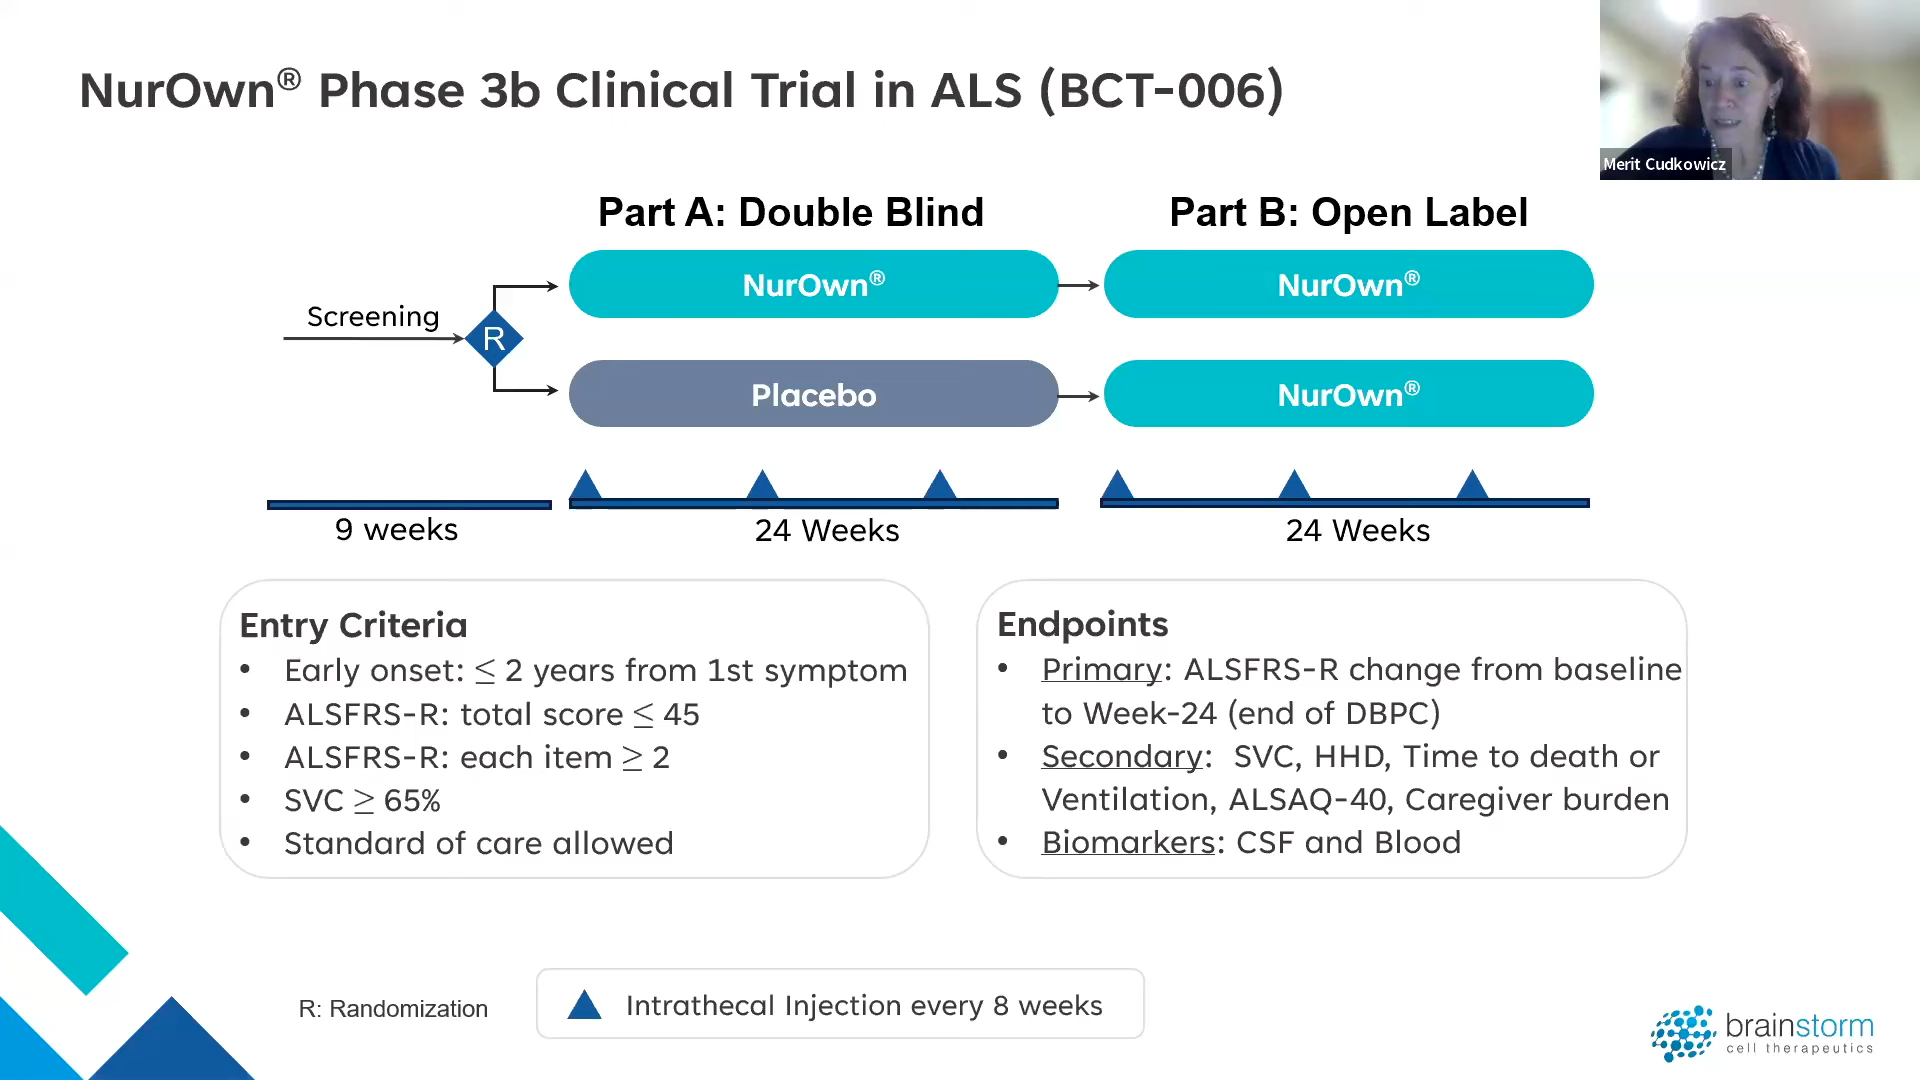 NurOwn® Phase 3b Clinical Trial in ALS (BCT-006)
Merit Cudkowicz
Part A: Double Blind
Part B: Open Label
NurOwn®
NurOwn®
Screening
R
Placebo
NurOwn®
9 weeks
24 Weeks
24 Weeks
Entry Criteria
• Early onset: ≤ 2 years from 1st symptom
• ALSFRS-R: total score ≤ 45
• ALSFRS-R: each item ≥ 2
• SVC ≥ 65%
• Standard of care allowed
Endpoints
• Primary: ALSFRS-R change from baseline
to Week-24 (end of DBPC)
• Secondary: SVC, HHD, Time to death or
Ventilation, ALSAQ-40, Caregiver burden
• Biomarkers: CSF and Blood
R: Randomization
Intrathecal Injection every 8 weeks
brainstorm
cell therapeutics